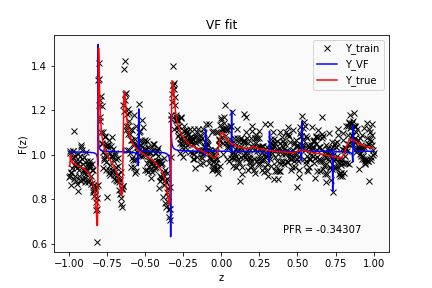 VF fit
Y_train
Y_VF
Y_true
1.4
1.2
1.0
0.8
0.6
F(z)
PFR = -0.34307
−1.00 −0.75 −0.50 −0.25 0.00 0.25 0.50 0.75 1.00
z